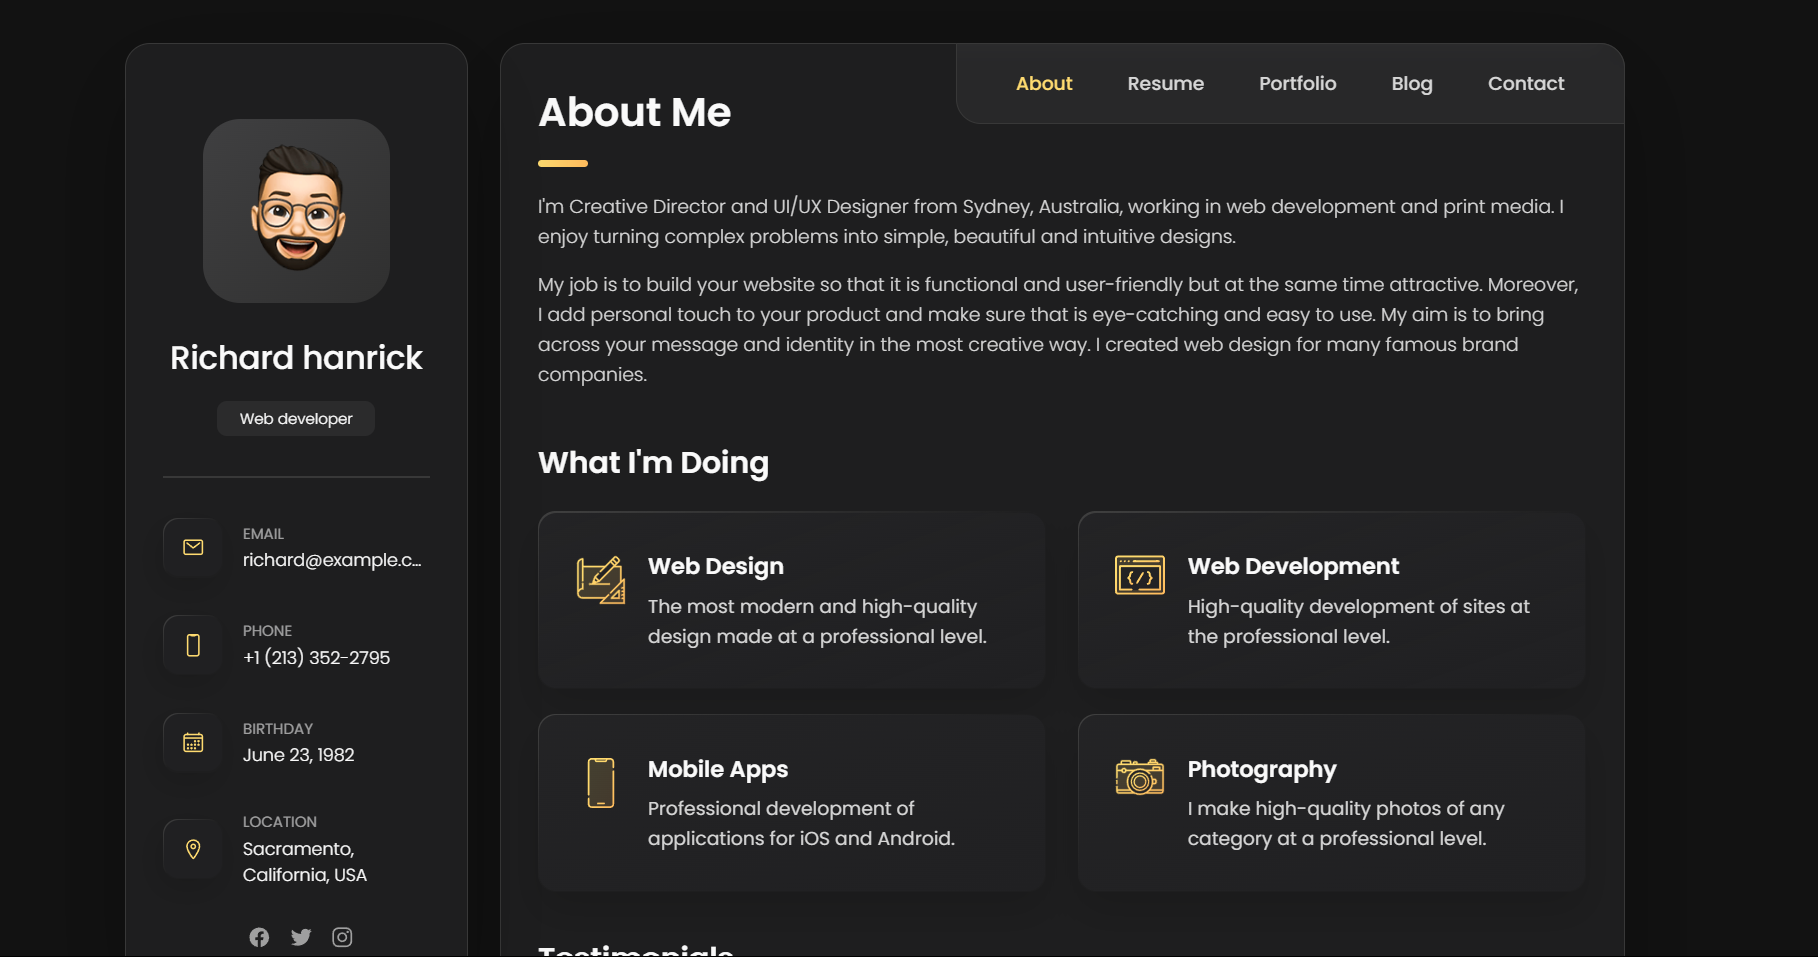 Richard hanrick
Web developer
EMAIL
richard@example.c...
PHONE
+1 (213) 352-2795
BIRTHDAY
June 23, 1982
LOCATION
Sacramento,
California, USA
About Resume Portfolio Blog Contact
About Me
I'm Creative Director and UI/UX Designer from Sydney, Australia, working in web development and print media. I
enjoy turning complex problems into simple, beautiful and intuitive designs.
My job is to build your website so that it is functional and user-friendly but at the same time attractive. Moreover,
I add personal touch to your product and make sure that is eye-catching and easy to use. My aim is to bring
across your message and identity in the most creative way. I created web design for many famous brand
companies.
What I'm Doing
Web Design
The most modern and high-quality
design made at a professional level.
Web Development
High-quality development of sites at
the professional level.
Mobile Apps
Professional development of
applications for iOS and Android.
Photography
I make high-quality photos of any
category at a professional level.
Testimonials